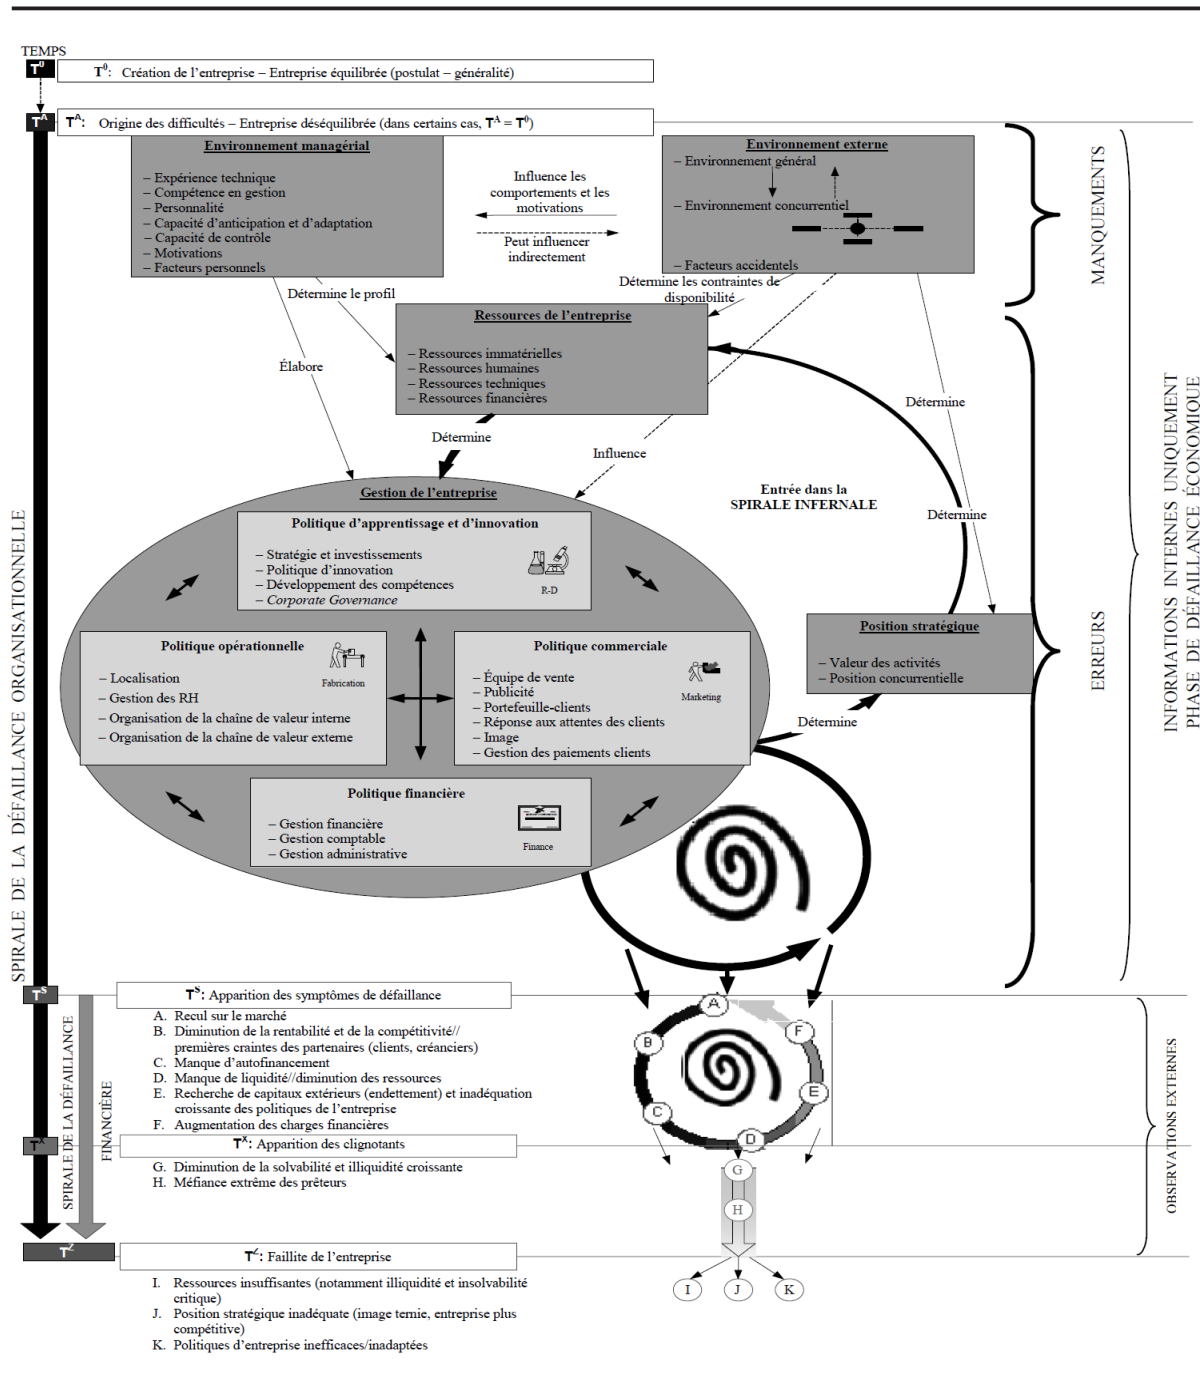 TEMPS
T⁰
T⁰: Création de l'entreprise – Entreprise équilibrée (postulat – généralité)
Tᴬ
Tᴬ: Origine des difficultés – Entreprise déséquilibrée (dans certains cas, Tᴬ = T⁰)
Environnement managérial
– Expérience technique
– Compétence en gestion
– Personnalité
– Capacité d'anticipation et d'adaptation
– Capacité de contrôle
– Motivations
– Facteurs personnels
Influence les
comportements et les
motivations
Peut influencer
indirectement
Environnement externe
– Environnement général
– Environnement concurrentiel
– Facteurs accidentels
MANQUEMENTS
Détermine le profil
Détermine les contraintes de
disponibilité
Ressources de l'entreprise
– Ressources immatérielles
– Ressources humaines
– Ressources techniques
– Ressources financières
Élabore
Détermine
Détermine
Influence
Entrée dans la
SPIRALE INFERNALE
Détermine
Gestion de l'entreprise
Politique d'apprentissage et d'innovation
– Stratégie et investissements
– Politique d'innovation
– Développement des compétences
– Corporate Governance
R-D
Politique opérationnelle
– Localisation
– Gestion des RH
– Organisation de la chaîne de valeur interne
– Organisation de la chaîne de valeur externe
Fabrication
Politique commerciale
– Équipe de vente
– Publicité
– Portefeuille-clients
– Réponse aux attentes des clients
– Image
– Gestion des paiements clients
Marketing
Politique financière
– Gestion financière
– Gestion comptable
– Gestion administrative
Finance
Position stratégique
– Valeur des activités
– Position concurrentielle
Détermine
ERREURS
INFORMATIONS INTERNES UNIQUEMENT
PHASE DE DÉFAILLANCE ÉCONOMIQUE
SPIRALE DE LA DÉFAILLANCE ORGANISATIONNELLE
Tˢ
Tˢ: Apparition des symptômes de défaillance
A. Recul sur le marché
B. Diminution de la rentabilité et de la compétitivité//
premières craintes des partenaires (clients, créanciers)
C. Manque d'autofinancement
D. Manque de liquidité//diminution des ressources
E. Recherche de capitaux extérieurs (endettement) et inadéquation
croissante des politiques de l'entreprise
F. Augmentation des charges financières
A
B
C
D
E
F
SPIRALE DE LA DÉFAILLANCE
FINANCIÈRE
Tˣ
Tˣ: Apparition des clignotants
G. Diminution de la solvabilité et illiquidité croissante
H. Méfiance extrême des prêteurs
G
H
OBSERVATIONS EXTERNES
Tᶻ
Tᶻ: Faillite de l'entreprise
I. Ressources insuffisantes (notamment illiquidité et insolvabilité
critique)
J. Position stratégique inadéquate (image ternie, entreprise plus
compétitive)
K. Politiques d'entreprise inefficaces/inadaptées
I
J
K